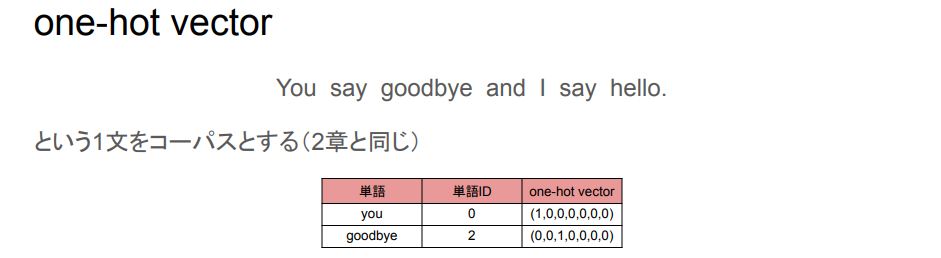 one-hot vector
You say goodbye and I say hello.
という1文をコーパスとする（2章と同じ）
単語 単語ID one-hot vector
you 0 (1,0,0,0,0,0,0)
goodbye 2 (0,0,1,0,0,0,0)